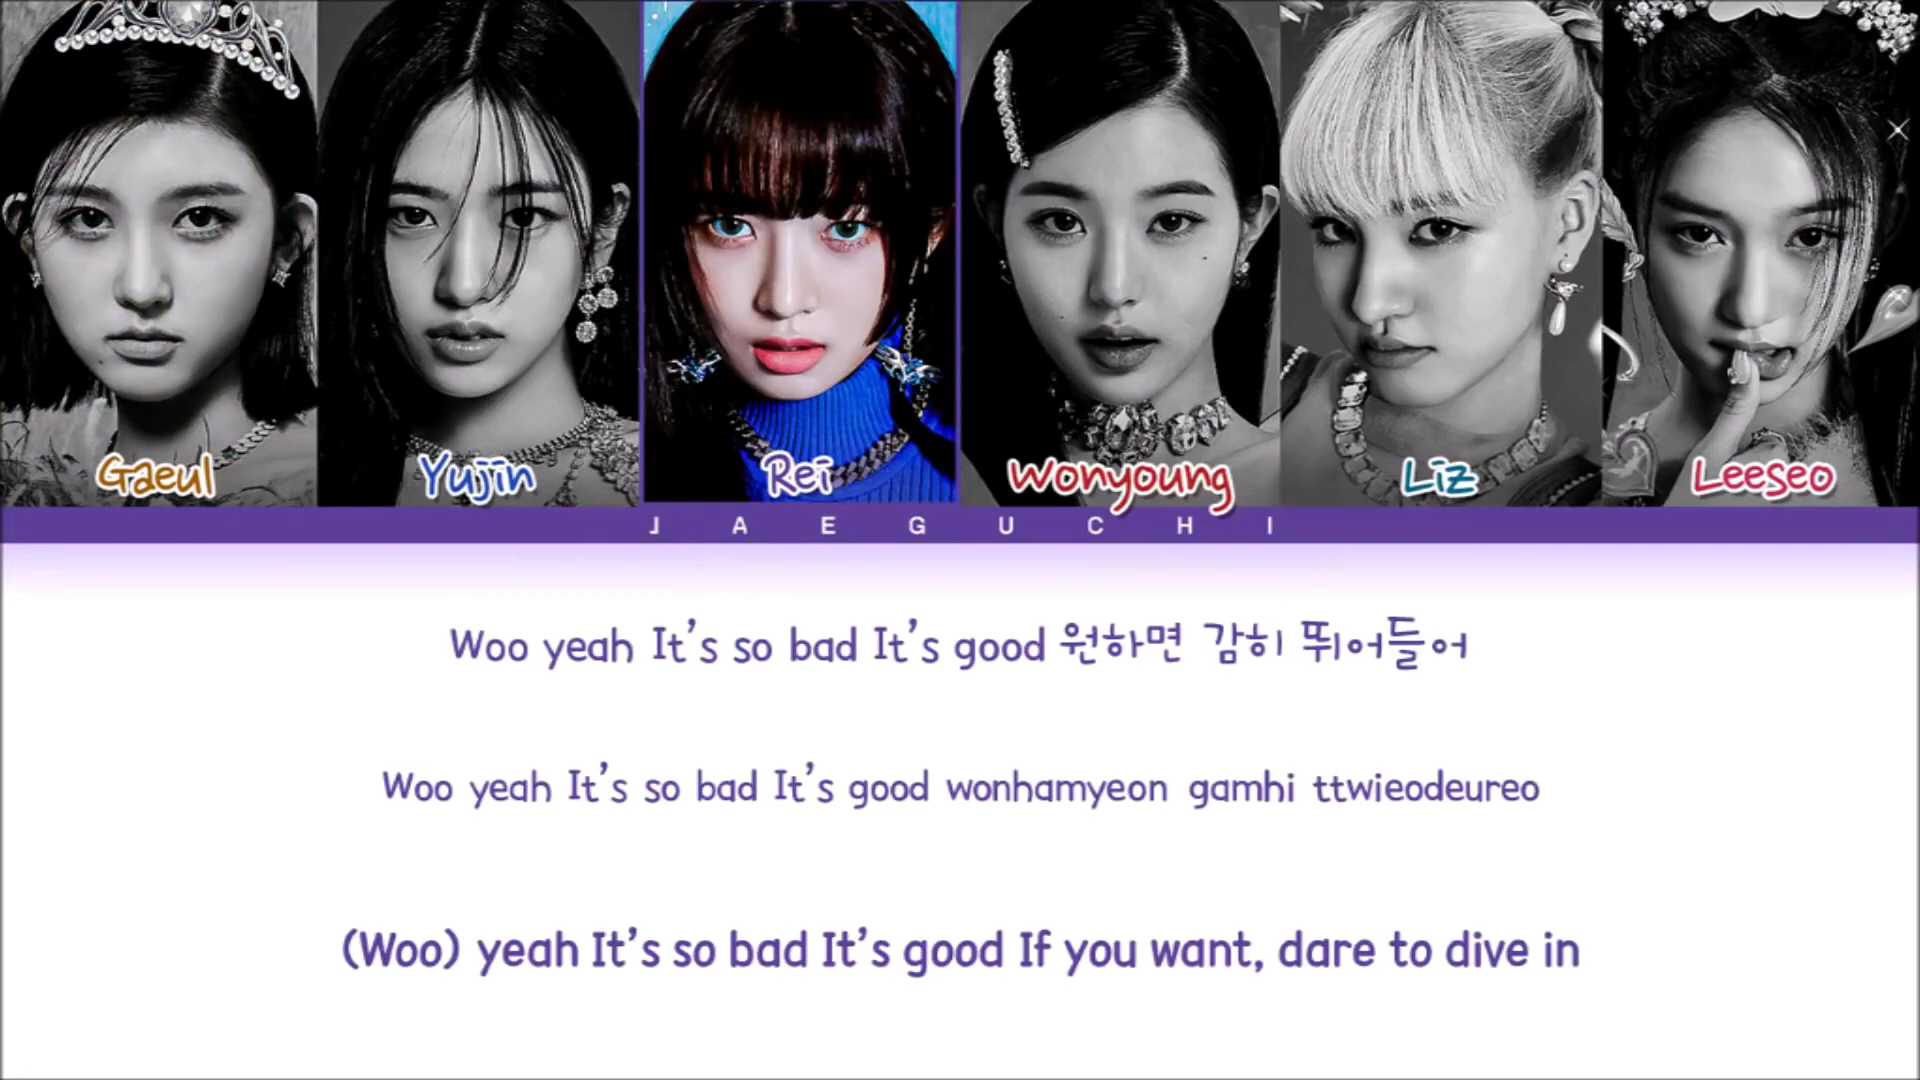 Gaeul Yujin Rei Wonyoung Liz Leeseo
JAEGUCHI
Woo yeah It's so bad It's good 원하면 감히 뛰어들어
Woo yeah It's so bad It's good wonhamyeon gamhi ttwieodeureo
(Woo) yeah It's so bad It's good If you want, dare to dive in